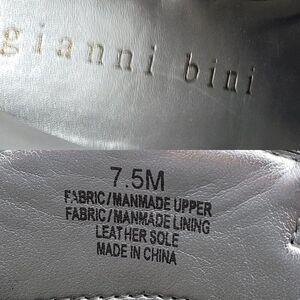 gianni bini
7.5M
FABRIC/MANMADE UPPER
FABRIC/MANMADE LINING
LEATHER SOLE
MADE IN CHINA